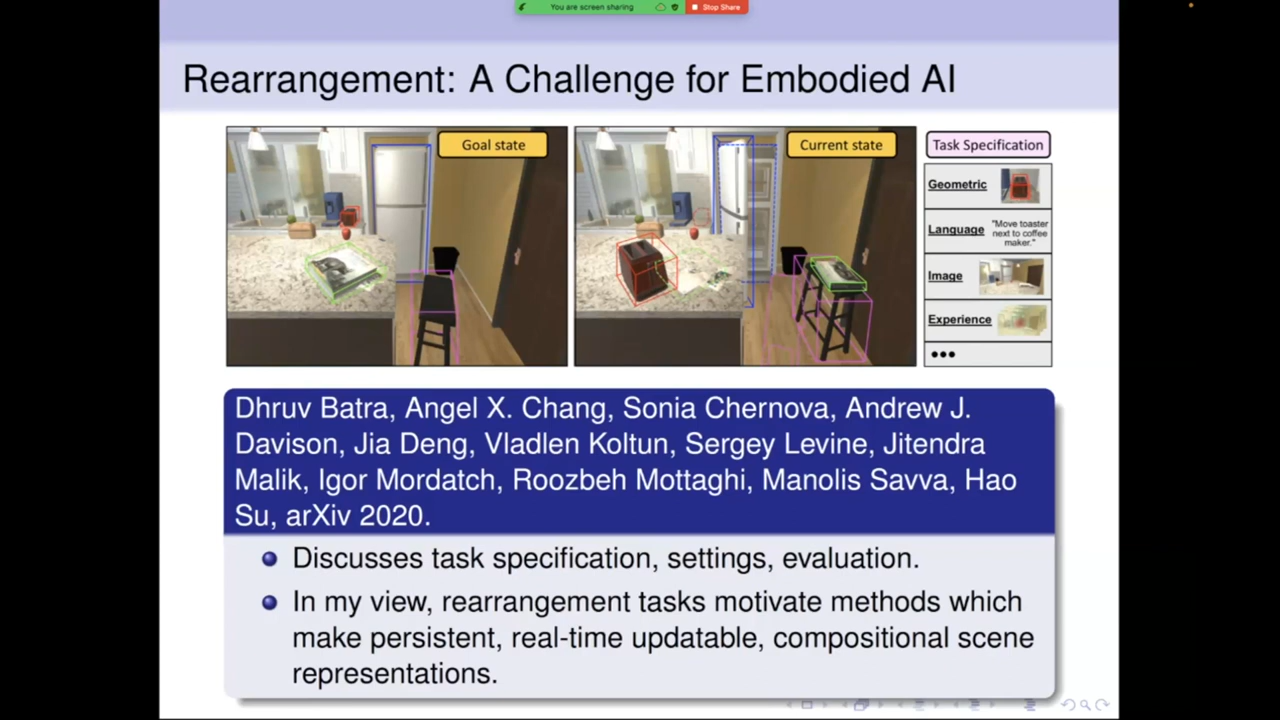 You are screen sharing
Stop Share
Rearrangement: A Challenge for Embodied AI
Goal state
Current state
Task Specification
Geometric
Language
"Move toaster
next to coffee
maker."
Image
Experience
Dhruv Batra, Angel X. Chang, Sonia Chernova, Andrew J.
Davison, Jia Deng, Vladlen Koltun, Sergey Levine, Jitendra
Malik, Igor Mordatch, Roozbeh Mottaghi, Manolis Savva, Hao
Su, arXiv 2020.
Discusses task specification, settings, evaluation.
In my view, rearrangement tasks motivate methods which
make persistent, real-time updatable, compositional scene
representations.